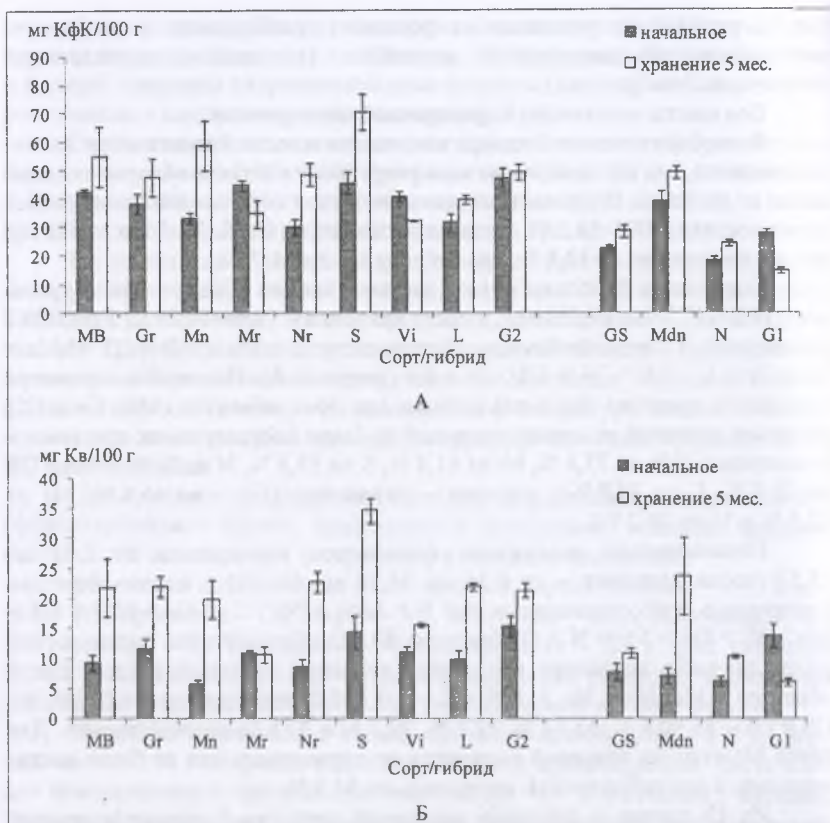 мг КфК/100 г
начальное
хранение 5 мес.
90
80
70
60
50
40
30
20
10
0
MB Gr Mn Mr Nr S Vi L G2 GS Mdn N G1
Сорт/гибрид
А
мг Кв/100 г
начальное
хранение 5 мес.
40
35
30
25
20
15
10
5
0
MB Gr Mn Mr Nr S Vi L G2 GS Mdn N G1
Сорт/гибрид
Б